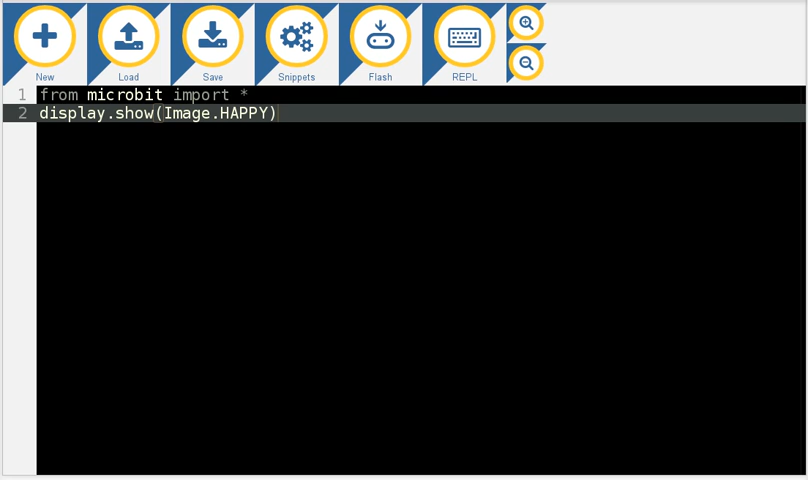 New Load Save Snippets Flash REPL
1 from microbit import *
2 display.show(Image.HAPPY)